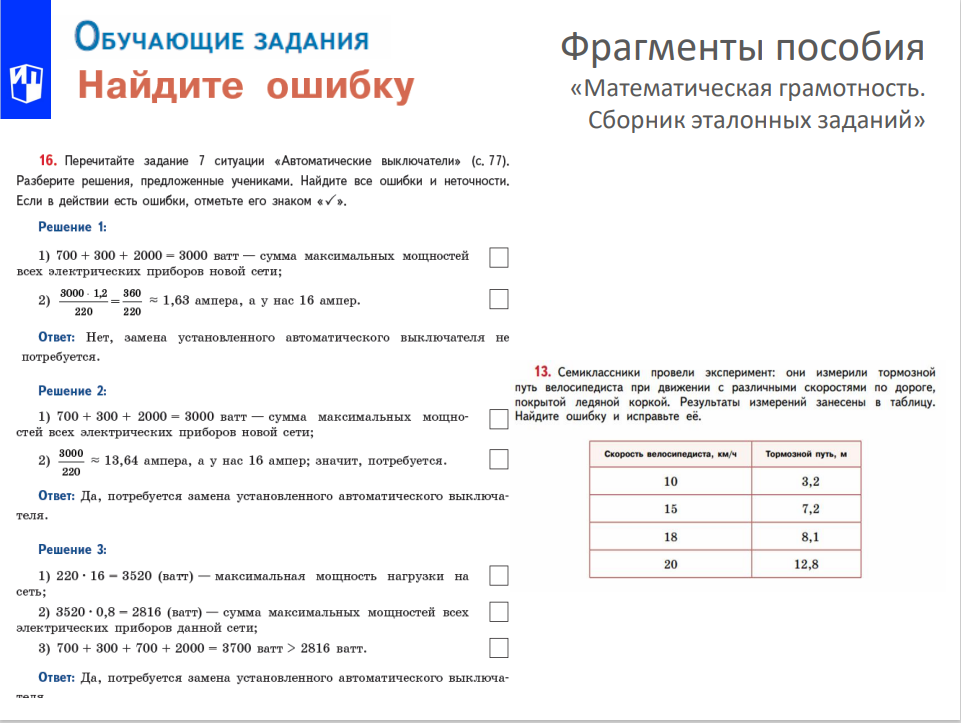 ОБУЧАЮЩИЕ ЗАДАНИЯ
Найдите ошибку
Фрагменты пособия
«Математическая грамотность.
Сборник эталонных заданий»
16. Перечитайте задание 7 ситуации «Автоматические выключатели» (с. 77).
Разберите решения, предложенные учениками. Найдите все ошибки и неточности.
Если в действии есть ошибки, отметьте его знаком «✓».
Решение 1:
1) 700 + 300 + 2000 = 3000 ватт — сумма максимальных мощностей
всех электрических приборов новой сети;
2) 3000 · 1,2 / 220 = 360 / 220 ≈ 1,63 ампера, а у нас 16 ампер.
Ответ: Нет, замена установленного автоматического выключателя не
потребуется.
Решение 2:
1) 700 + 300 + 2000 = 3000 ватт — сумма максимальных мощно-
стей всех электрических приборов новой сети;
2) 3000 / 220 ≈ 13,64 ампера, а у нас 16 ампер; значит, потребуется.
Ответ: Да, потребуется замена установленного автоматического выключа-
теля.
Решение 3:
1) 220 · 16 = 3520 (ватт) — максимальная мощность нагрузки на
сеть;
2) 3520 · 0,8 = 2816 (ватт) — сумма максимальных мощностей всех
электрических приборов данной сети;
3) 700 + 300 + 700 + 2000 = 3700 ватт > 2816 ватт.
Ответ: Да, потребуется замена установленного автоматического выключа-
теля
13. Семиклассники провели эксперимент: они измерили тормозной
путь велосипедиста при движении с различными скоростями по дороге,
покрытой ледяной коркой. Результаты измерений занесены в таблицу.
Найдите ошибку и исправьте её.
Скорость велосипедиста, км/ч Тормозной путь, м
10 3,2
15 7,2
18 8,1
20 12,8